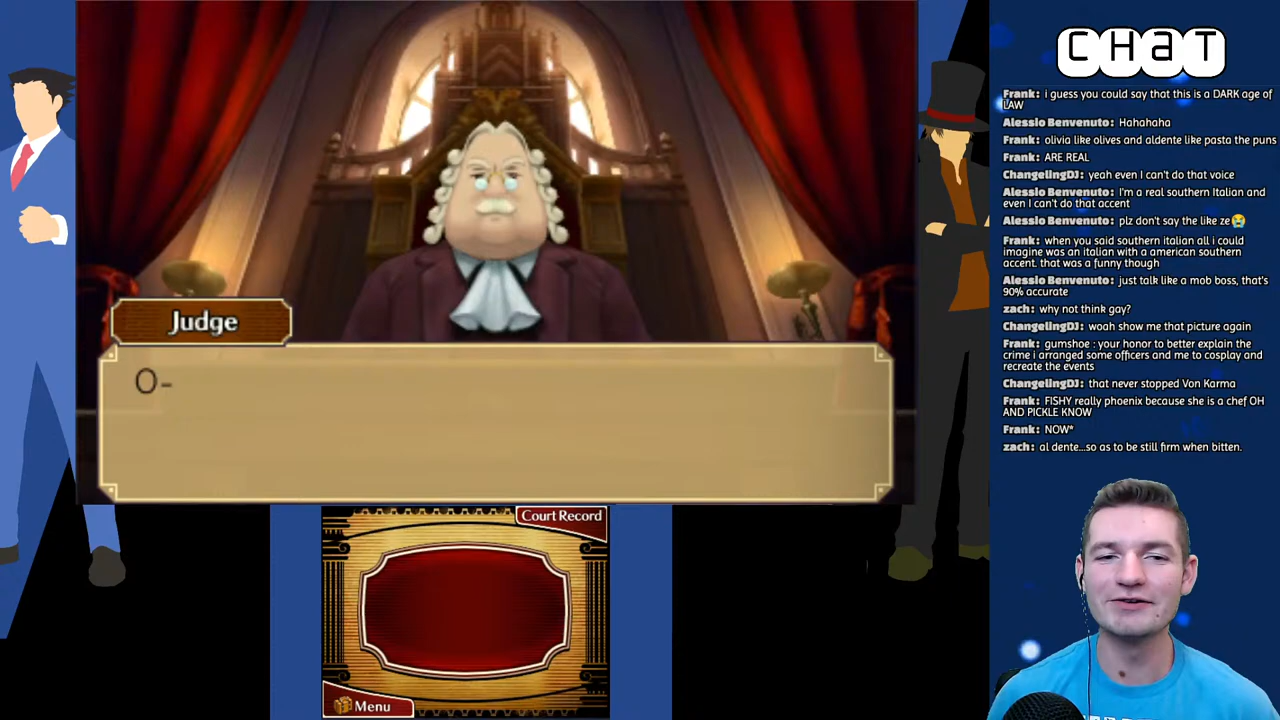 CHaT
Frank: i guess you could say that this is a DARK age of
LAW
Alessio Benvenuto: Hahahaha
Frank: olivia like olives and aldente like pasta the puns
Frank: ARE REAL
ChangelingDJ: yeah even I can't do that voice
Alessio Benvenuto: I'm a real southern Italian and
even I can't do that accent
Alessio Benvenuto: plz don't say the like ze😭
Frank: when you said southern italian all i could
imagine was an italian with a american southern
accent. that was a funny though
Alessio Benvenuto: just talk like a mob boss, that's
90% accurate
zach: why not think gay?
ChangelingDJ: woah show me that picture again
Frank: gumshoe : your honor to better explain the
crime i arranged some officers and me to cosplay and
recreate the events
ChangelingDJ: that never stopped Von Karma
Frank: FISHY really phoenix because she is a chef OH
AND PICKLE KNOW
Frank: NOW*
zach: al dente...so as to be still firm when bitten.
Judge
O-
Court Record
Menu